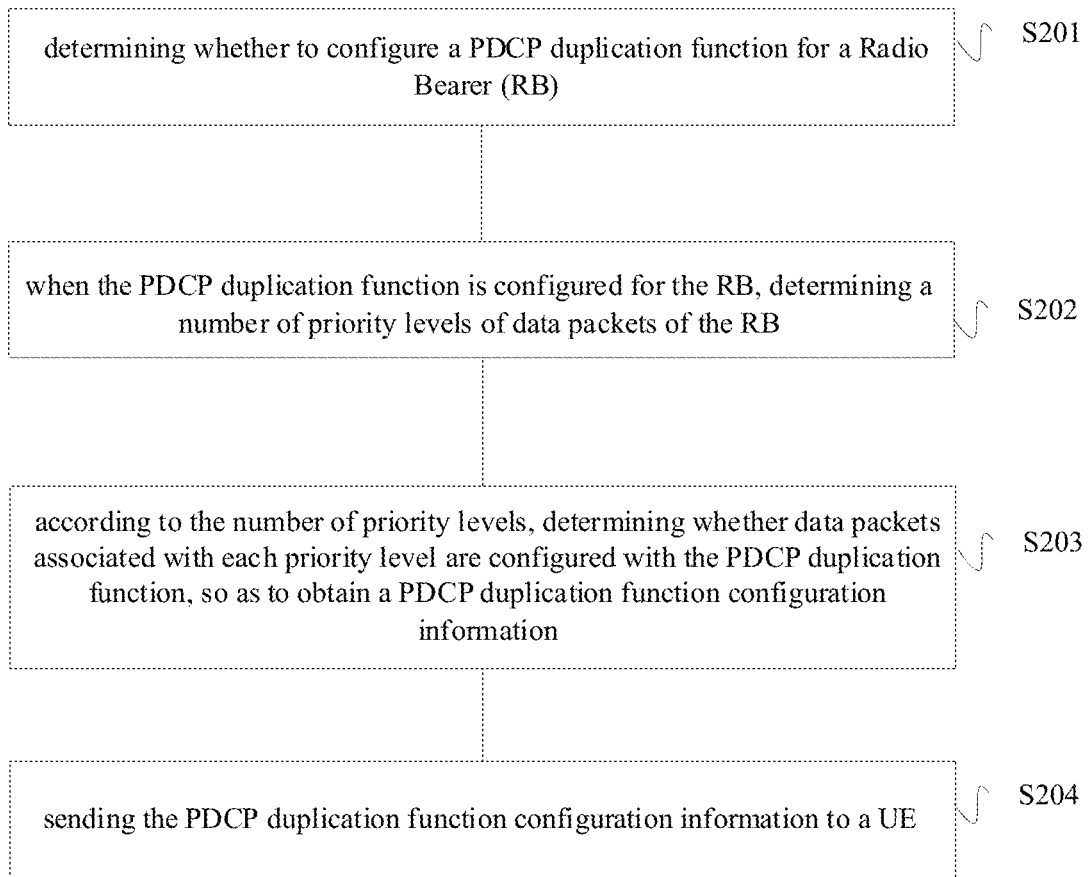 determining whether to configure a PDCP duplication function for a Radio
Bearer (RB)
S201
when the PDCP duplication function is configured for the RB, determining a
number of priority levels of data packets of the RB
S202
according to the number of priority levels, determining whether data packets
associated with each priority level are configured with the PDCP duplication
function, so as to obtain a PDCP duplication function configuration
information
S203
sending the PDCP duplication function configuration information to a UE
S204